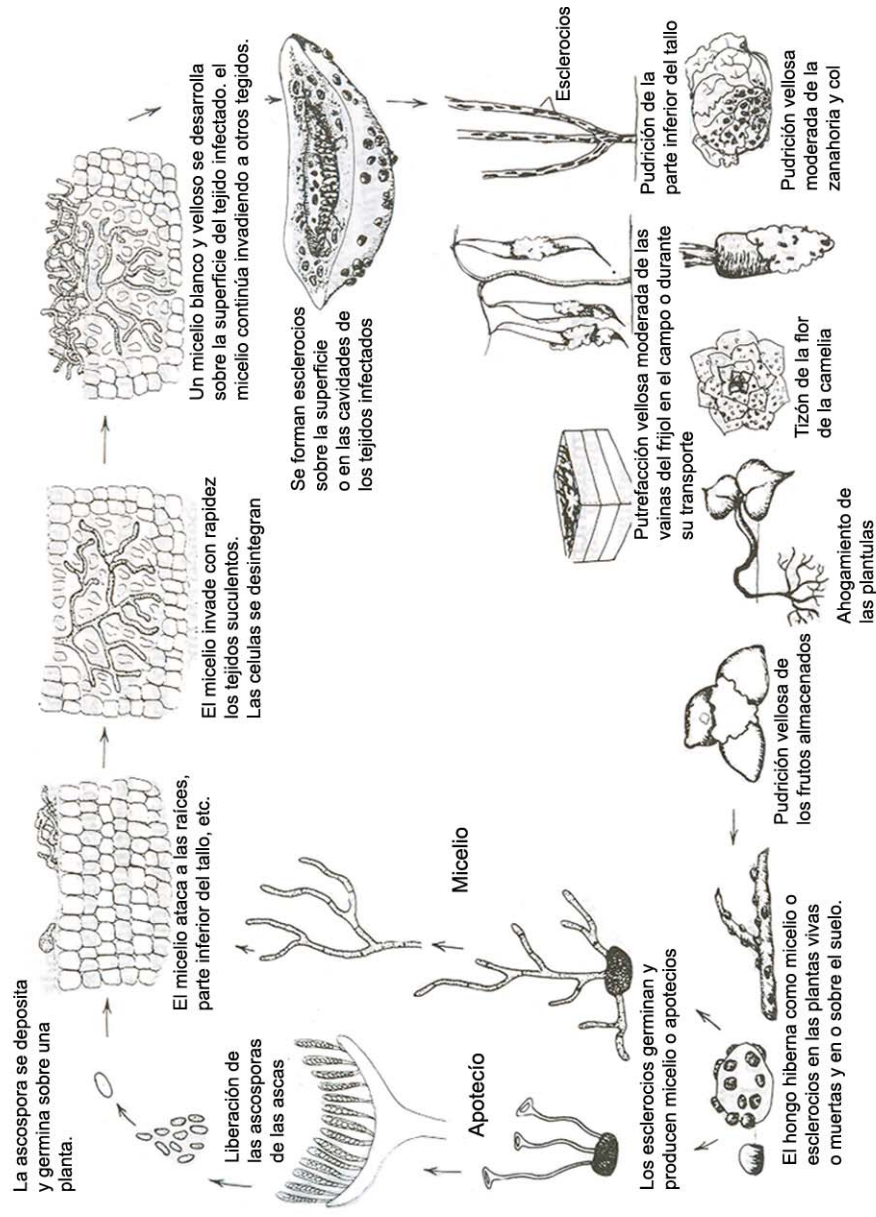 La ascospora se deposita
y germina sobre una
planta.
El micelio ataca a las raíces,
parte inferior del tallo, etc.
El micelio invade con rapidez
los tejidos suculentos.
Las celulas se desintegran
Un micelio blanco y velloso se desarrolla
sobre la superficie del tejido infectado. el
micelio continúa invadiendo a otros tegidos.
Se forman esclerocios
sobre la superficie
o en las cavidades de
los tejidos infectados
Esclerocios
Pudrición de la
parte inferior del tallo
Putrefacción vellosa moderada de las
vainas del frijol en el campo o durante
su transporte
Pudrición vellosa
moderada de la
zanahoria y col
Tizón de la flor
de la camelia
Ahogamiento de
las plantulas
Pudrición vellosa de
los frutos almacenados
El hongo hiberna como micelio o
esclerocios en las plantas vivas
o muertas y en o sobre el suelo.
Los esclerocios germinan y
producen micelio o apotecios
Micelio
Apotecío
Liberación de
las ascosporas
de las ascas